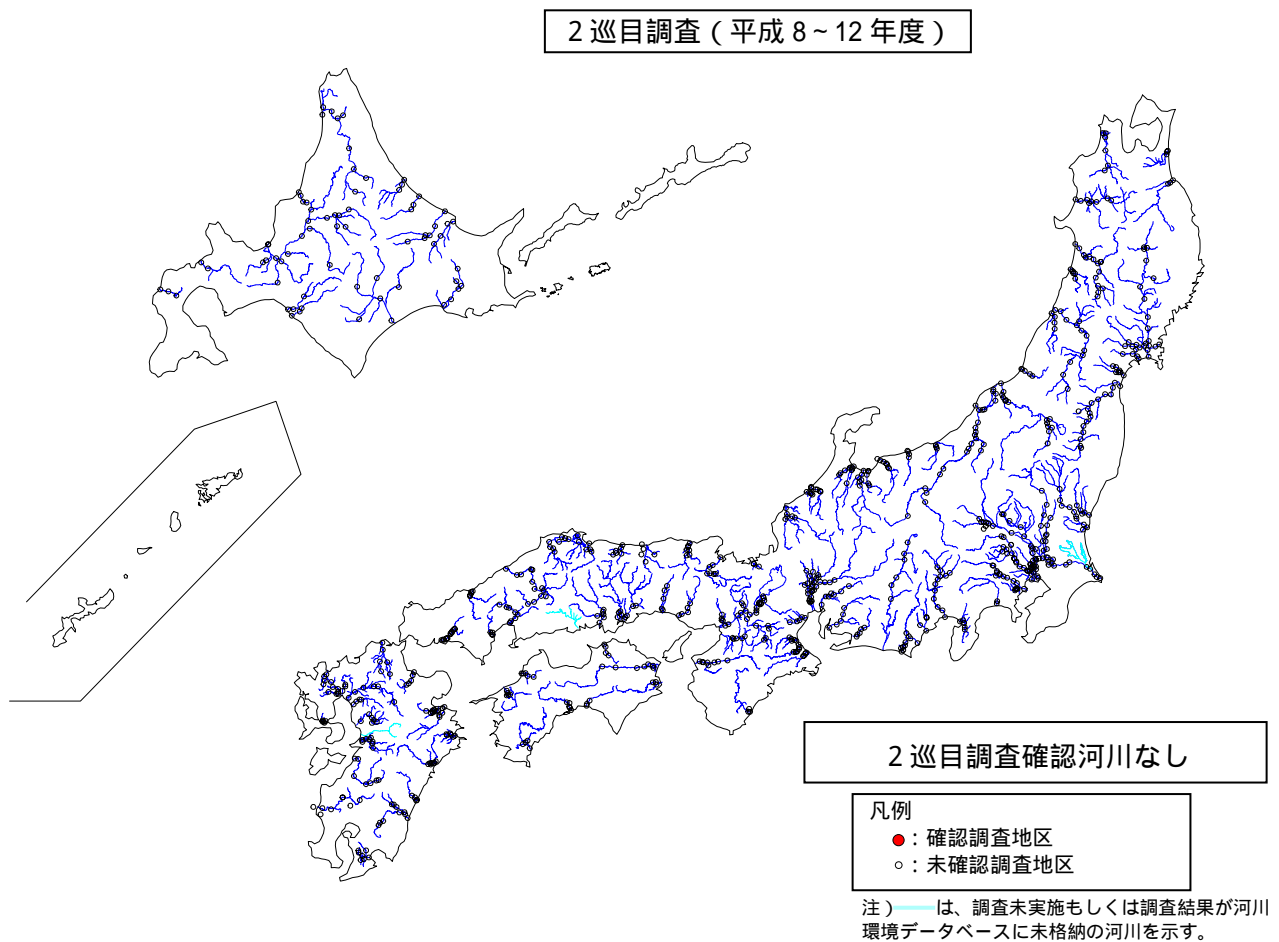 2巡目調査(平成8~12年度)
2巡目調査確認河川なし
凡例
●:確認調査地区
○:未確認調査地区
注)━━は、調査未実施もしくは調査結果が河川
環境データベースに未格納の河川を示す。